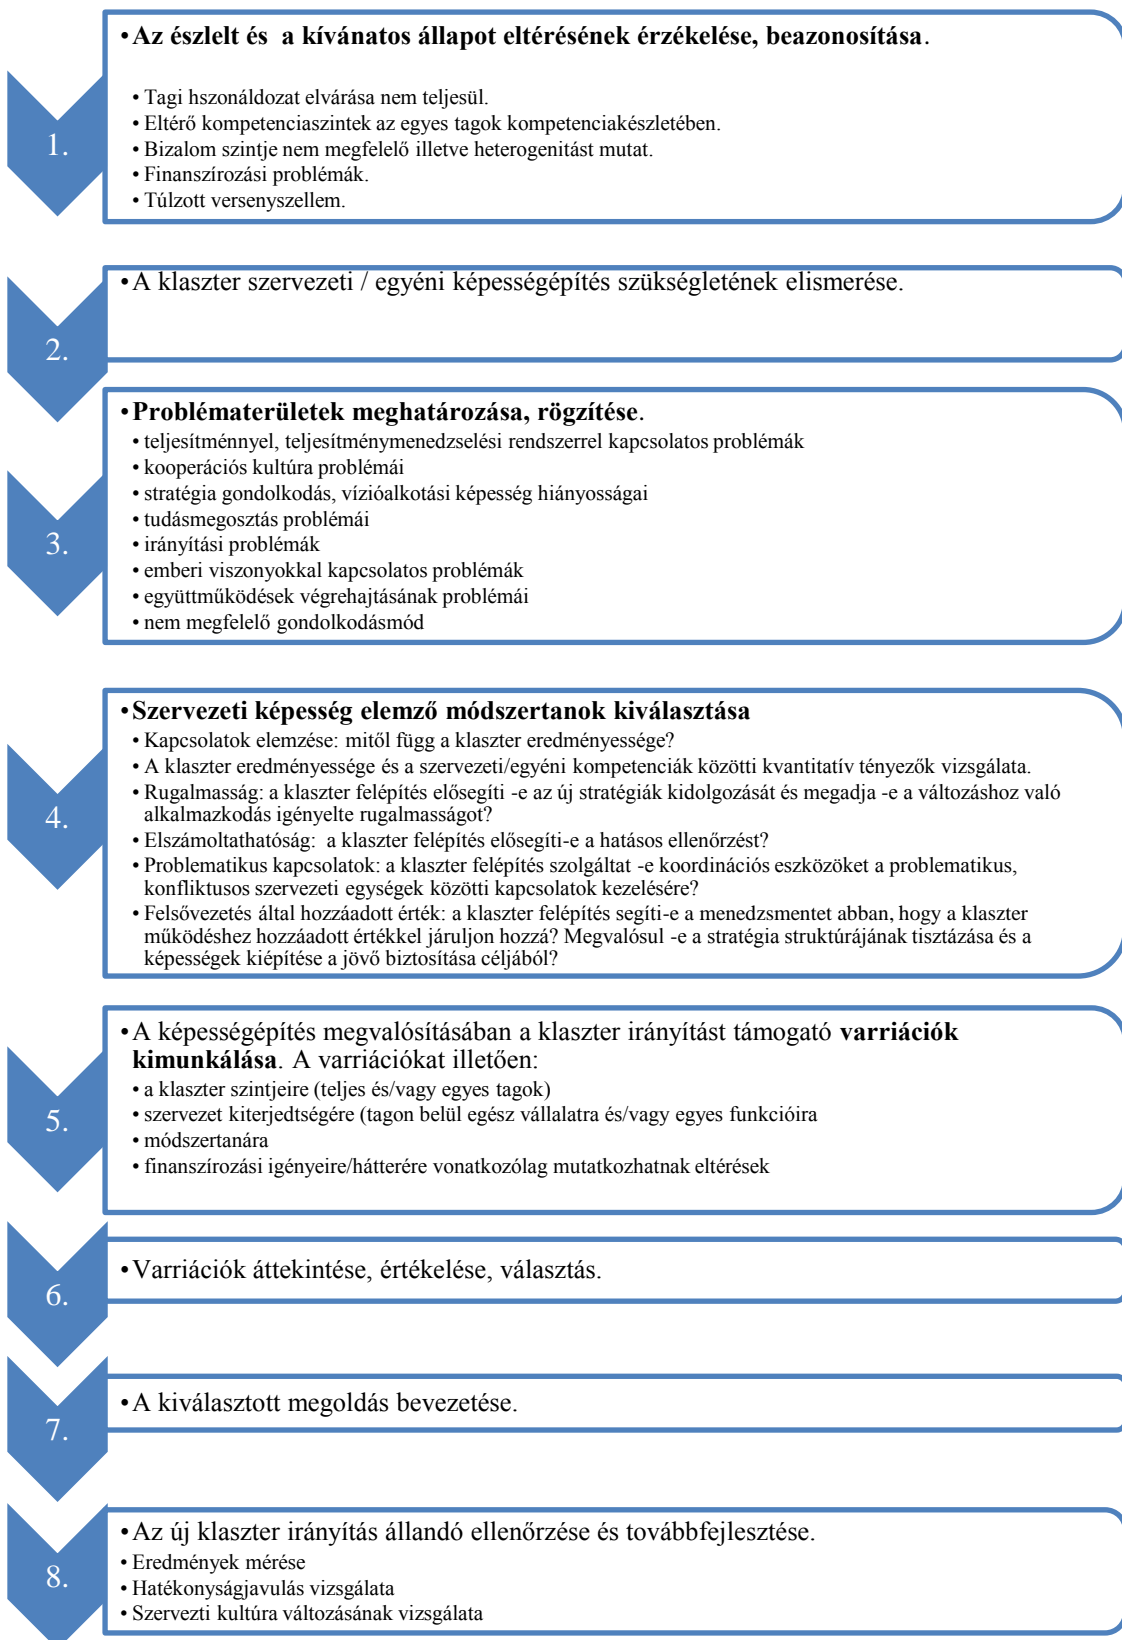 1.
•Az észlelt és a kívánatos állapot eltérésének érzékelése, beazonosítása.
• Tagi hszonáldozat elvárása nem teljesül.
• Eltérő kompetenciaszintek az egyes tagok kompetenciakészletében.
• Bizalom szintje nem megfelelő illetve heterogenitást mutat.
• Finanszírozási problémák.
• Túlzott versenyszellem.
2.
•A klaszter szervezeti / egyéni képességépítés szükségletének elismerése.
3.
•Problématerületek meghatározása, rögzítése.
• teljesítménnyel, teljesítménymenedzselési rendszerrel kapcsolatos problémák
• kooperációs kultúra problémái
• stratégia gondolkodás, vízióalkotási képesség hiányosságai
• tudásmegosztás problémái
• irányítási problémák
• emberi viszonyokkal kapcsolatos problémák
• együttműködések végrehajtásának problémái
• nem megfelelő gondolkodásmód
4.
•Szervezeti képesség elemző módszertanok kiválasztása
• Kapcsolatok elemzése: mitől függ a klaszter eredményessége?
• A klaszter eredményessége és a szervezeti/egyéni kompetenciák közötti kvantitatív tényezők vizsgálata.
• Rugalmasság: a klaszter felépítés elősegíti -e az új stratégiák kidolgozását és megadja -e a változáshoz való
alkalmazkodás igényelte rugalmasságot?
• Elszámoltathatóság: a klaszter felépítés elősegíti-e a hatásos ellenőrzést?
• Problematikus kapcsolatok: a klaszter felépítés szolgáltat -e koordinációs eszközöket a problematikus,
konfliktusos szervezeti egységek közötti kapcsolatok kezelésére?
• Felsővezetés által hozzáadott érték: a klaszter felépítés segíti-e a menedzsmentet abban, hogy a klaszter
működéshez hozzáadott értékkel járuljon hozzá? Megvalósul -e a stratégia struktúrájának tisztázása és a
képességek kiépítése a jövő biztosítása céljából?
5.
•A képességépítés megvalósításában a klaszter irányítást támogató varriációk
kimunkálása. A varriációkat illetően:
• a klaszter szintjeire (teljes és/vagy egyes tagok)
• szervezet kiterjedtségére (tagon belül egész vállalatra és/vagy egyes funkcióira
• módszertanára
• finanszírozási igényeire/hátterére vonatkozólag mutatkozhatnak eltérések
6.
•Varriációk áttekintése, értékelése, választás.
7.
•A kiválasztott megoldás bevezetése.
8.
•Az új klaszter irányítás állandó ellenőrzése és továbbfejlesztése.
• Eredmények mérése
• Hatékonyságjavulás vizsgálata
• Szervezti kultúra változásának vizsgálata